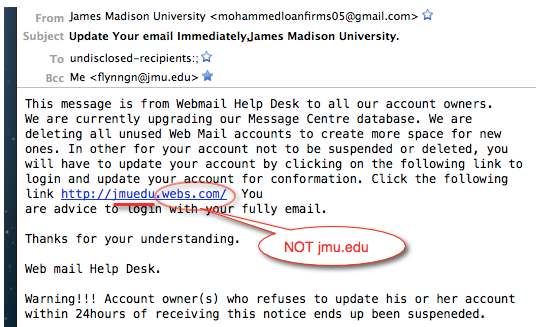 From James Madison University <mohammedloanfirms05@gmail.com>
Subject Update Your email Immediately,James Madison University.
To undisclosed-recipients:;
Bcc Me <flynngn@jmu.edu>
This message is from Webmail Help Desk to all our account owners.
We are currently upgrading our Message Centre database. We are
deleting all unused Web Mail accounts to create more space for new
ones. In other for your account not to be suspended or deleted, you
will have to update your account by clicking on the following link to
login and update your account for conformation. Click the following
link http://jmuedu.webs.com/ You
are advice to login with your fully email.
NOT jmu.edu
Thanks for your understanding.
Web mail Help Desk.
Warning!!! Account owner(s) who refuses to update his or her account
within 24hours of receiving this notice ends up been suspeneded.